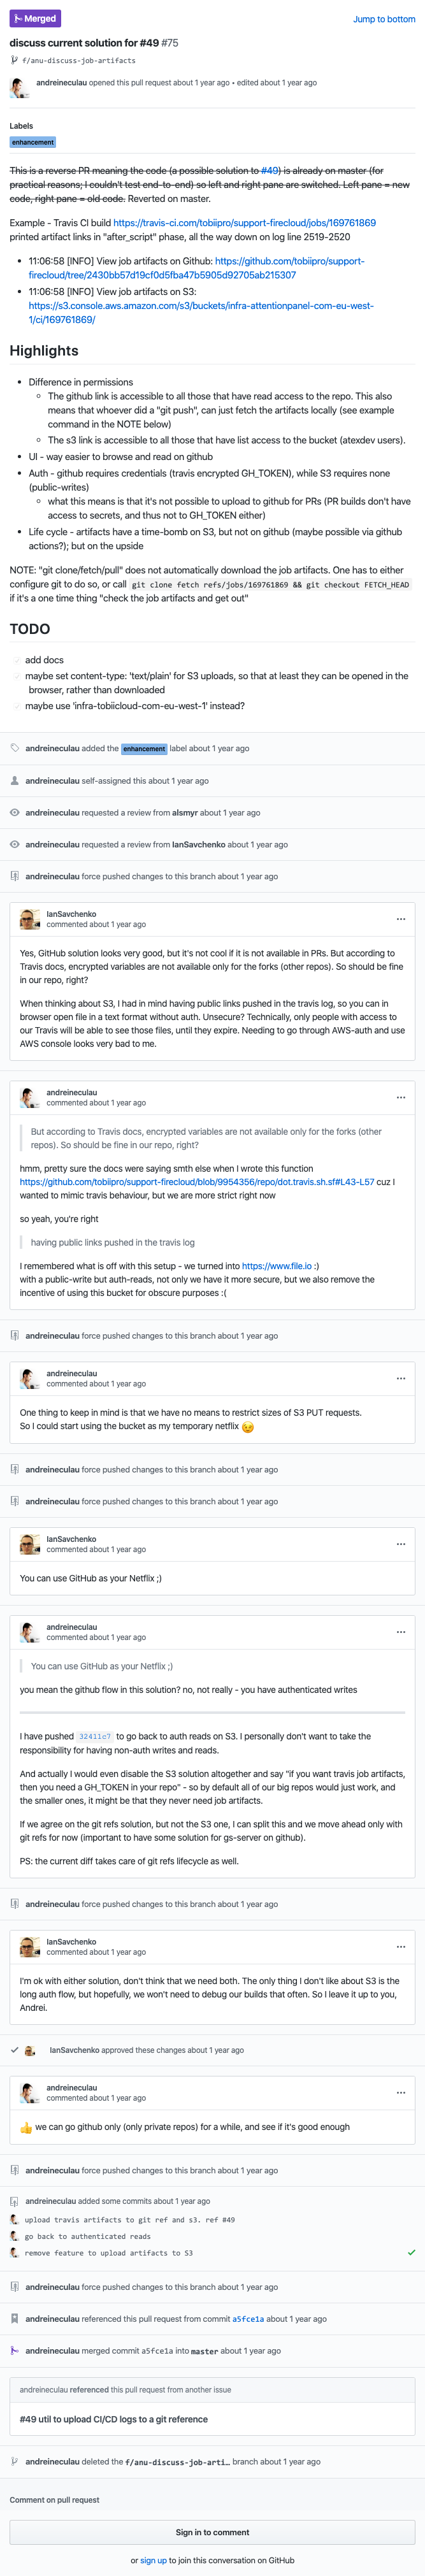 Merged
Jump to bottom
discuss current solution for #49 #75
f/anu-discuss-job-artifacts
andreineculau opened this pull request about 1 year ago • edited about 1 year ago
Labels
enhancement
This is a reverse PR meaning the code (a possible solution to #49) is already on master (for
practical reasons; I couldn't test end-to-end) so left and right pane are switched. Left pane = new
code, right pane = old code. Reverted on master.
Example - Travis CI build https://travis-ci.com/tobiipro/support-firecloud/jobs/169761869
printed artifact links in "after_script" phase, all the way down on log line 2519-2520
11:06:58 [INFO] View job artifacts on Github: https://github.com/tobiipro/support-
firecloud/tree/2430bb57d19cf0d5fba47b5905d92705ab215307
11:06:58 [INFO] View job artifacts on S3:
https://s3.console.aws.amazon.com/s3/buckets/infra-attentionpanel-com-eu-west-
1/ci/169761869/
Highlights
Difference in permissions
The github link is accessible to all those that have read access to the repo. This also
means that whoever did a "git push", can just fetch the artifacts locally (see example
command in the NOTE below)
The s3 link is accessible to all those that have list access to the bucket (atexdev users).
UI - way easier to browse and read on github
Auth - github requires credentials (travis encrypted GH_TOKEN), while S3 requires none
(public-writes)
what this means is that it's not possible to upload to github for PRs (PR builds don't have
access to secrets, and thus not to GH_TOKEN either)
Life cycle - artifacts have a time-bomb on S3, but not on github (maybe possible via github
actions?); but on the upside
NOTE: "git clone/fetch/pull" does not automatically download the job artifacts. One has to either
configure git to do so, or call git clone fetch refs/jobs/169761869 && git checkout FETCH_HEAD
if it's a one time thing "check the job artifacts and get out"
TODO
add docs
maybe set content-type: 'text/plain' for S3 uploads, so that at least they can be opened in the
browser, rather than downloaded
maybe use 'infra-tobiicloud-com-eu-west-1' instead?
andreineculau added the enhancement label about 1 year ago
andreineculau self-assigned this about 1 year ago
andreineculau requested a review from alsmyr about 1 year ago
andreineculau requested a review from IanSavchenko about 1 year ago
andreineculau force pushed changes to this branch about 1 year ago
IanSavchenko
commented about 1 year ago
Yes, GitHub solution looks very good, but it's not cool if it is not available in PRs. But according to
Travis docs, encrypted variables are not available only for the forks (other repos). So should be fine
in our repo, right?
When thinking about S3, I had in mind having public links pushed in the travis log, so you can in
browser open file in a text format without auth. Unsecure? Technically, only people with access to
our Travis will be able to see those files, until they expire. Needing to go through AWS-auth and use
AWS console looks very bad to me.
andreineculau
commented about 1 year ago
But according to Travis docs, encrypted variables are not available only for the forks (other
repos). So should be fine in our repo, right?
hmm, pretty sure the docs were saying smth else when I wrote this function
https://github.com/tobiipro/support-firecloud/blob/9954356/repo/dot.travis.sh.sf#L43-L57 cuz I
wanted to mimic travis behaviour, but we are more strict right now
so yeah, you're right
having public links pushed in the travis log
I remembered what is off with this setup - we turned into https://www.file.io :)
with a public-write but auth-reads, not only we have it more secure, but we also remove the
incentive of using this bucket for obscure purposes :(
andreineculau force pushed changes to this branch about 1 year ago
andreineculau
commented about 1 year ago
One thing to keep in mind is that we have no means to restrict sizes of S3 PUT requests.
So I could start using the bucket as my temporary netflix 😉
andreineculau force pushed changes to this branch about 1 year ago
andreineculau force pushed changes to this branch about 1 year ago
IanSavchenko
commented about 1 year ago
You can use GitHub as your Netflix ;)
andreineculau
commented about 1 year ago
You can use GitHub as your Netflix ;)
you mean the github flow in this solution? no, not really - you have authenticated writes
I have pushed 32411c7 to go back to auth reads on S3. I personally don't want to take the
responsibility for having non-auth writes and reads.
And actually I would even disable the S3 solution altogether and say "if you want travis job artifacts,
then you need a GH_TOKEN in your repo" - so by default all of our big repos would just work, and
the smaller ones, it might be that they never need job artifacts.
If we agree on the git refs solution, but not the S3 one, I can split this and we move ahead only with
git refs for now (important to have some solution for gs-server on github).
PS: the current diff takes care of git refs lifecycle as well.
andreineculau force pushed changes to this branch about 1 year ago
IanSavchenko
commented about 1 year ago
I'm ok with either solution, don't think that we need both. The only thing I don't like about S3 is the
long auth flow, but hopefully, we won't need to debug our builds that often. So I leave it up to you,
Andrei.
IanSavchenko approved these changes about 1 year ago
andreineculau
commented about 1 year ago
👍 we can go github only (only private repos) for a while, and see if it's good enough
andreineculau force pushed changes to this branch about 1 year ago
andreineculau added some commits about 1 year ago
upload travis artifacts to git ref and s3. ref #49
go back to authenticated reads
remove feature to upload artifacts to S3
andreineculau force pushed changes to this branch about 1 year ago
andreineculau referenced this pull request from commit a5fce1a about 1 year ago
andreineculau merged commit a5fce1a into master about 1 year ago
andreineculau referenced this pull request from another issue
#49 util to upload CI/CD logs to a git reference
andreineculau deleted the f/anu-discuss-job-arti… branch about 1 year ago
Comment on pull request
Sign in to comment
or sign up to join this conversation on GitHub